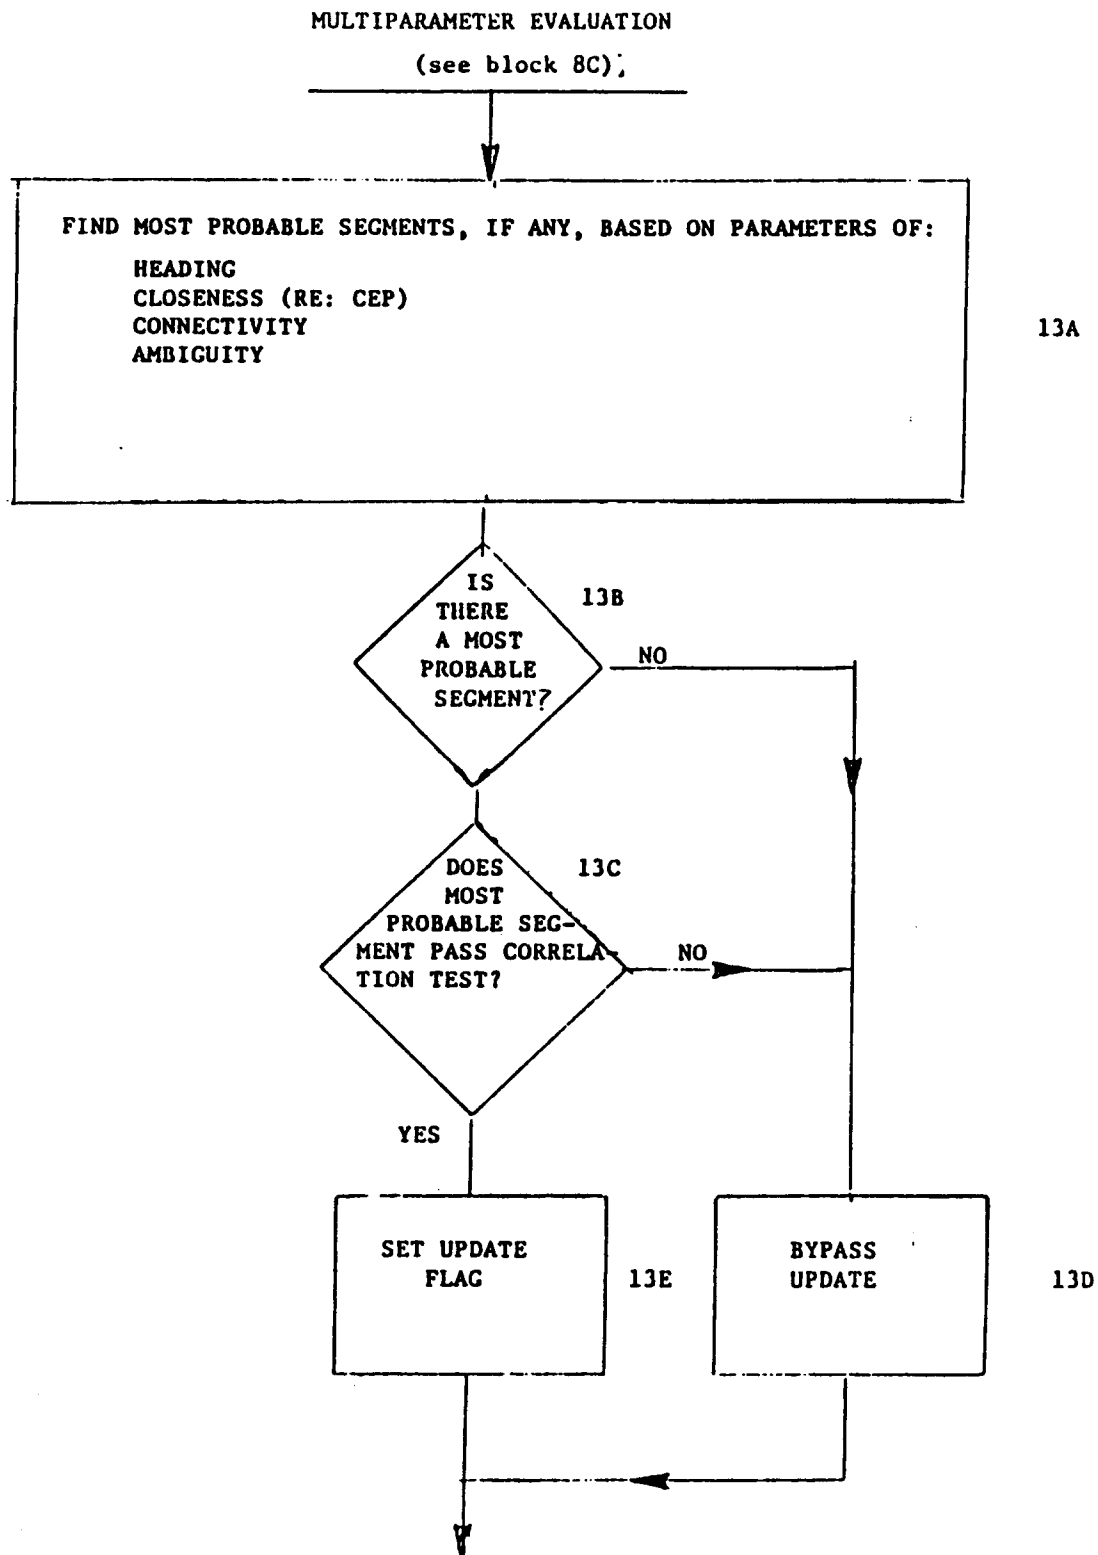 MULTIPARAMETER EVALUATION
(see block 8C);
FIND MOST PROBABLE SEGMENTS, IF ANY, BASED ON PARAMETERS OF:
HEADING
CLOSENESS (RE: CEP)
CONNECTIVITY
AMBIGUITY
13A
IS
THERE
A MOST
PROBABLE
SEGMENT?
13B
NO
DOES
MOST
PROBABLE SEG-
MENT PASS CORRELA-
TION TEST?
13C
NO
YES
SET UPDATE
FLAG
13E
BYPASS
UPDATE
13D